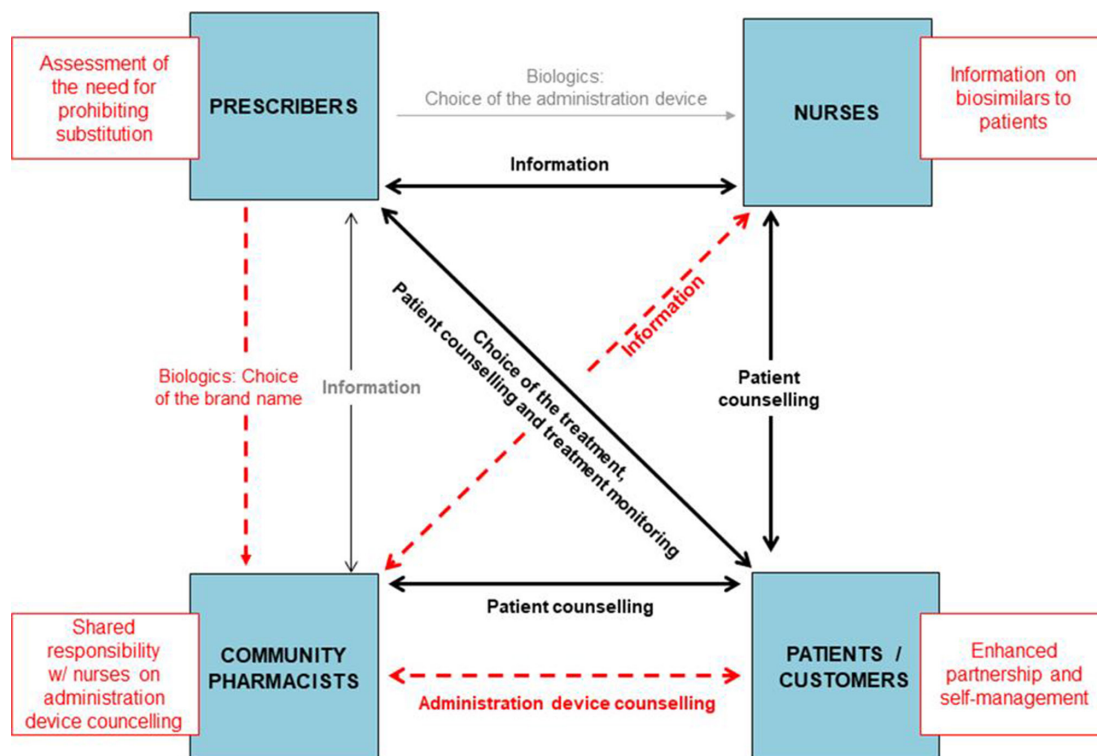 Assessment of
the need for
prohibiting
substitution
PRESCRIBERS
Biologics:
Choice of the administration device
NURSES
Information on
biosimilars to
patients
Information
Information
Choice of the treatment,
Patient counselling and treatment monitoring
Biologics: Choice
of the brand name
Information
Patient
counselling
Patient counselling
Shared
responsibility
w/ nurses on
administration
device councelling
COMMUNITY
PHARMACISTS
Administration device counselling
PATIENTS /
CUSTOMERS
Enhanced
partnership and
self-management